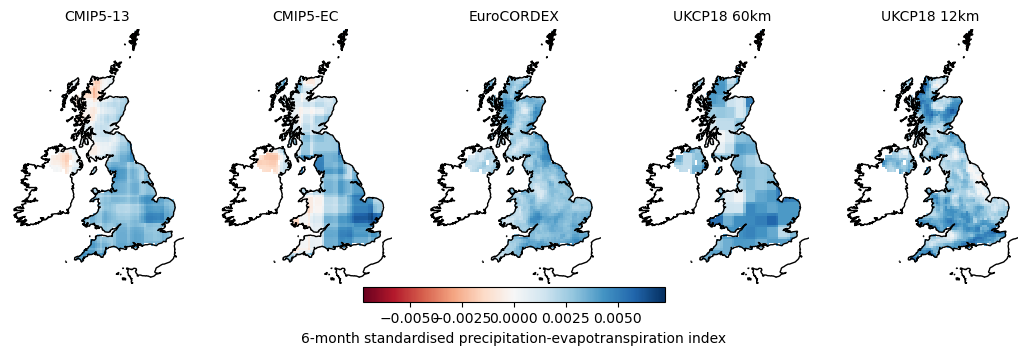 CMIP5-13 CMIP5-EC EuroCORDEX UKCP18 60km UKCP18 12km
−0.0050 −0.0025 0.0000 0.0025 0.0050
6-month standardised precipitation-evapotranspiration index